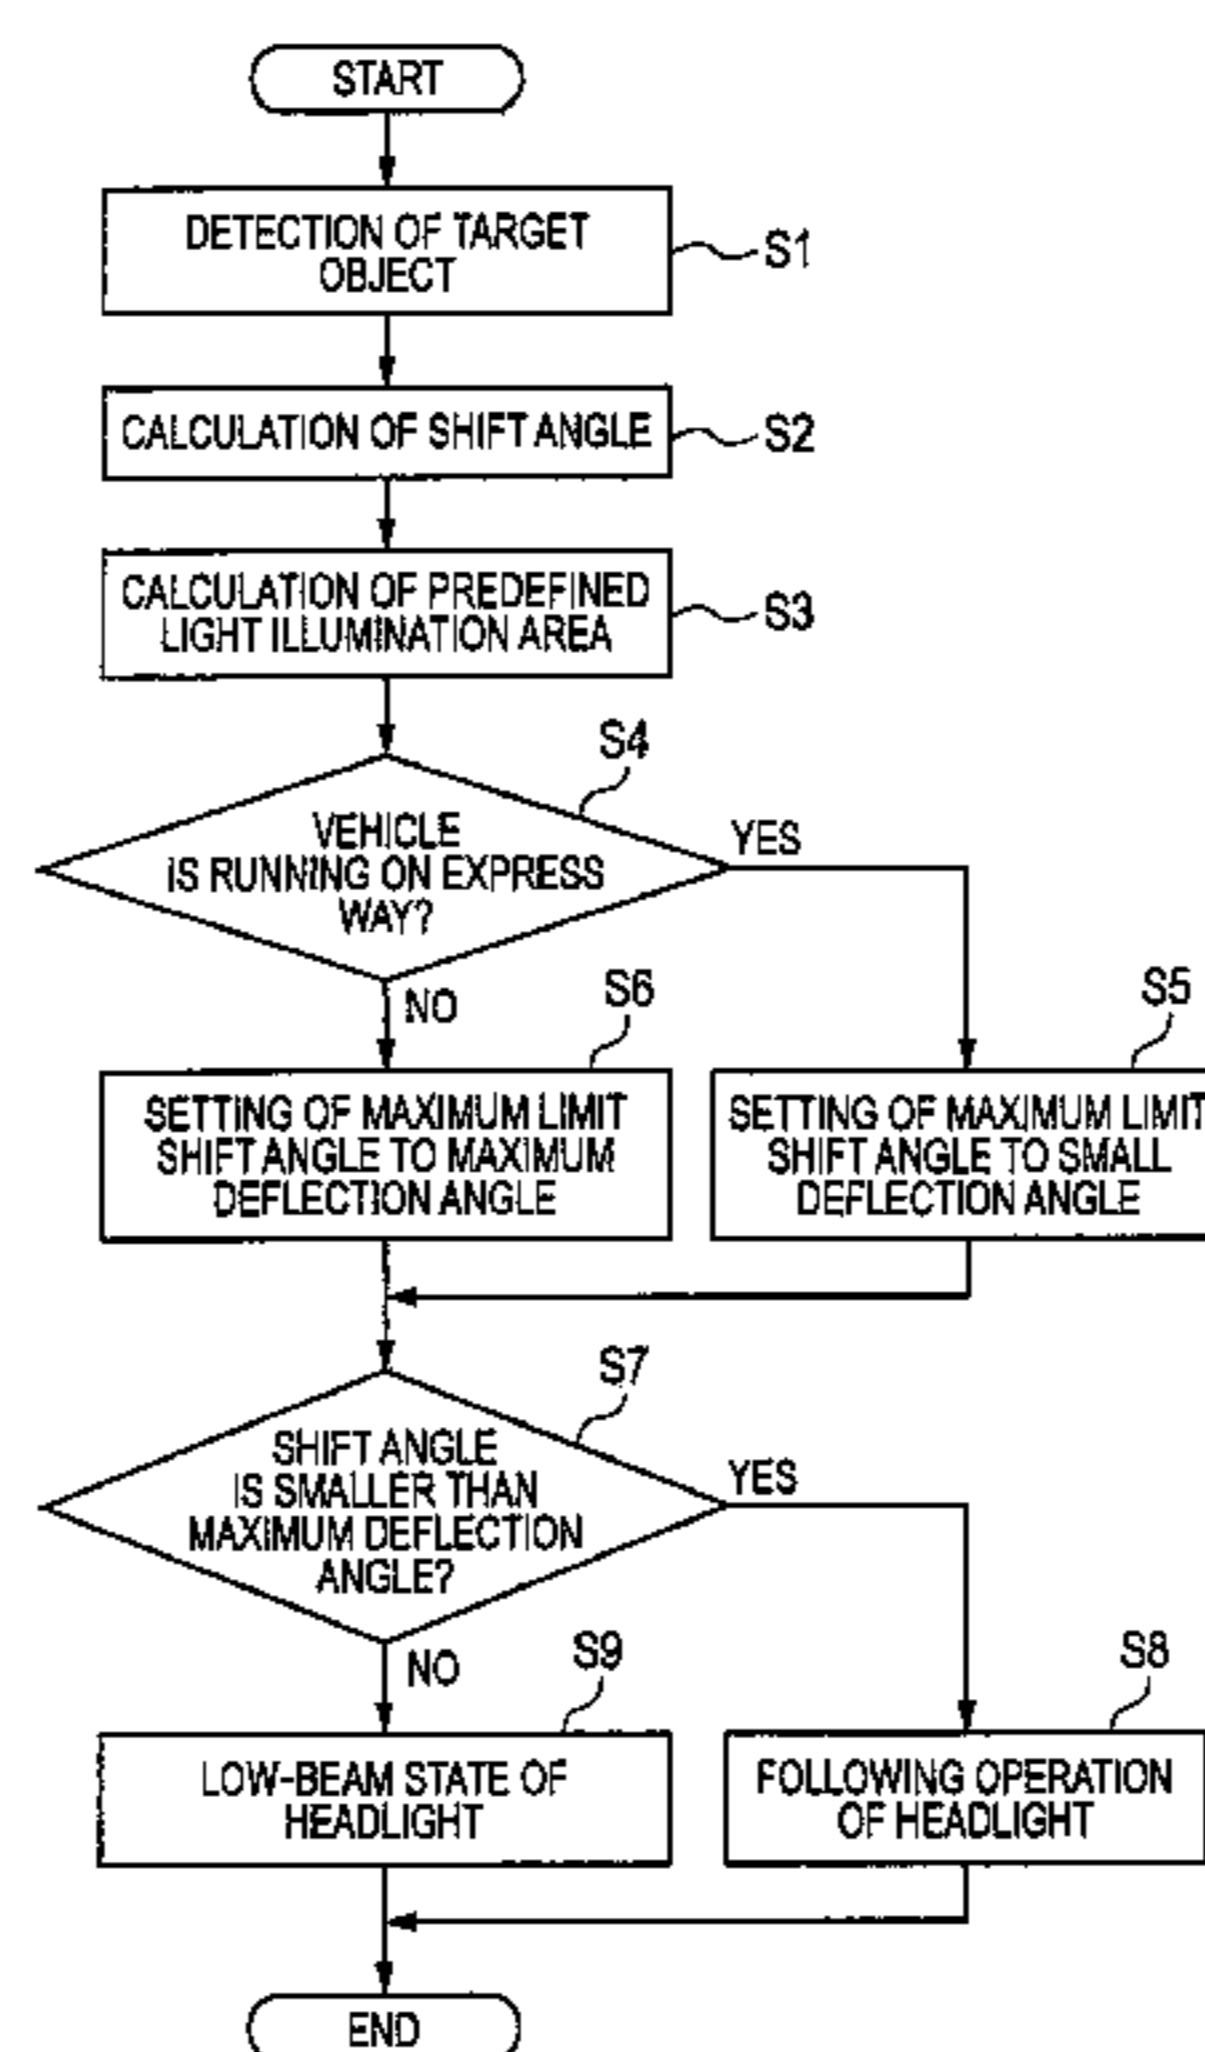 START
DETECTION OF TARGET
OBJECT
S1
CALCULATION OF SHIFT ANGLE
S2
CALCULATION OF PREDEFINED
LIGHT ILLUMINATION AREA
S3
S4
VEHICLE
IS RUNNING ON EXPRESS
WAY?
YES
NO
S6
SETTING OF MAXIMUM LIMIT
SHIFT ANGLE TO MAXIMUM
DEFLECTION ANGLE
S5
SETTING OF MAXIMUM LIMIT
SHIFT ANGLE TO SMALL
DEFLECTION ANGLE
S7
SHIFT ANGLE
IS SMALLER THAN
MAXIMUM DEFLECTION
ANGLE?
YES
NO
S9
LOW-BEAM STATE OF
HEADLIGHT
S8
FOLLOWING OPERATION
OF HEADLIGHT
END